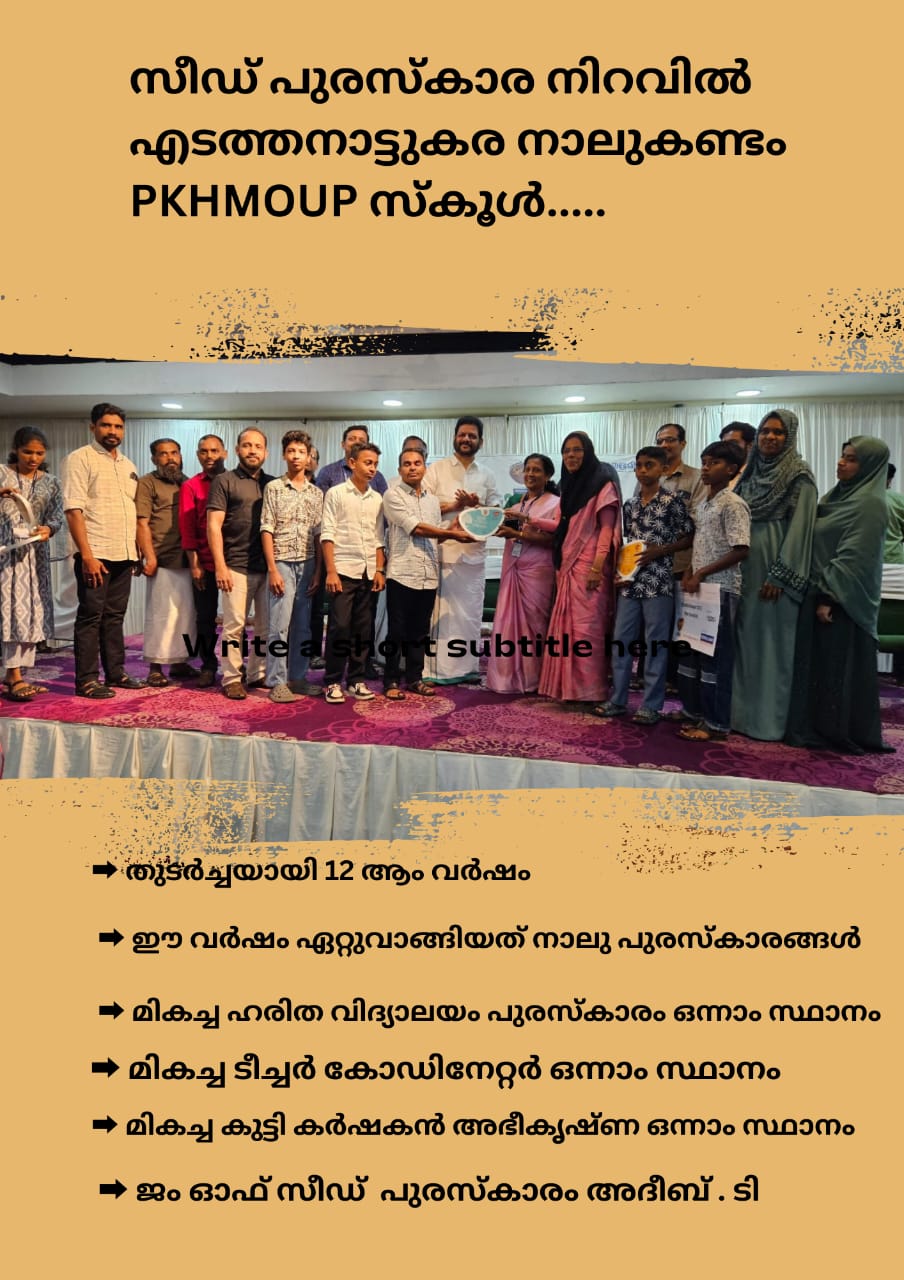 സീഡ് പുരസ്കാര നിറവിൽ
എടത്തനാട്ടുകര നാലുകണ്ടം
PKHMOUP സ്കൂൾ.....
Write a short subtitle here
➡ തുടർച്ചയായി 12 ആം വർഷം
➡ ഈ വർഷം ഏറ്റുവാങ്ങിയത് നാലു പുരസ്കാരങ്ങൾ
➡ മികച്ച ഹരിത വിദ്യാലയം പുരസ്കാരം ഒന്നാം സ്ഥാനം
➡ മികച്ച ടീച്ചർ കോഡിനേറ്റർ ഒന്നാം സ്ഥാനം
➡ മികച്ച കുട്ടി കർഷകൻ അഭീകൃഷ്ണ ഒന്നാം സ്ഥാനം
➡ ജം ഓഫ് സീഡ് പുരസ്കാരം അദീബ് . ടി